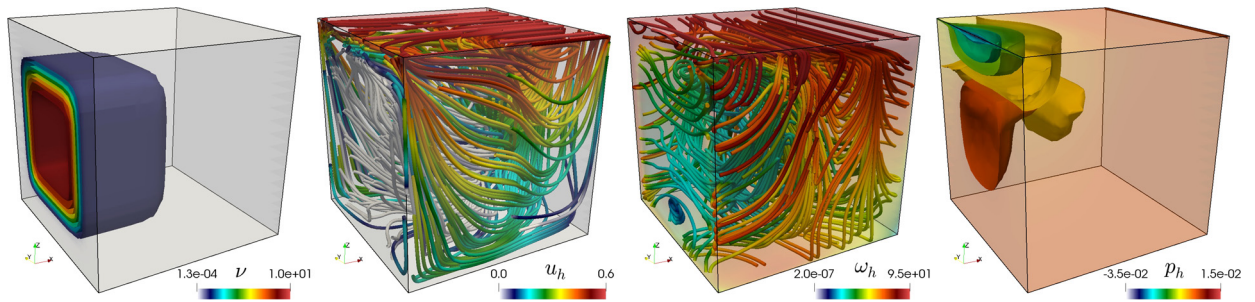 Z
Y
X
1.3e-04 ν 1.0e+01
Z
Y
X
0.0 u_h 0.6
Z
Y
X
2.0e-07 ω_h 9.5e+01
Z
Y
X
-3.5e-02 p_h 1.5e-02